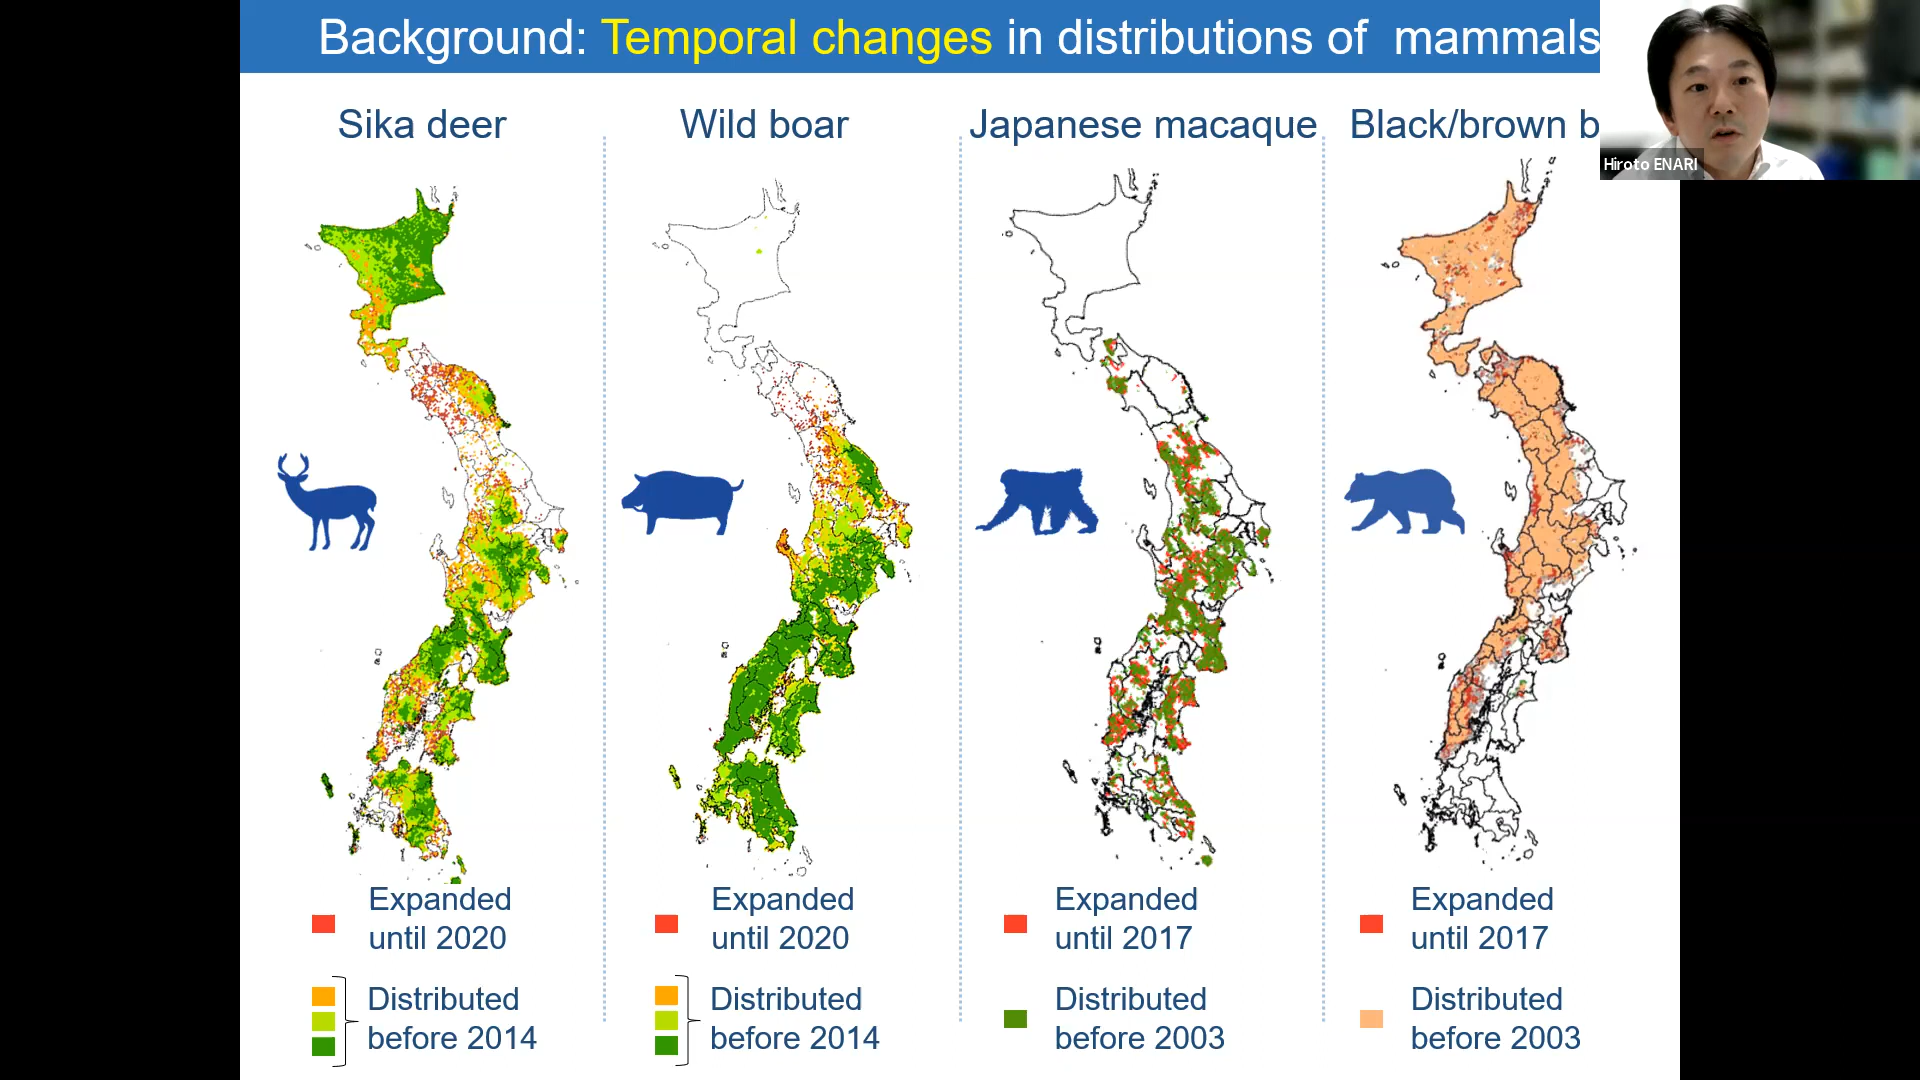 Background: Temporal changes in distributions of mammals
Hiroto ENARI
Sika deer
Wild boar
Japanese macaque
Black/brown b
Expanded
until 2020
Distributed
before 2014
Expanded
until 2020
Distributed
before 2014
Expanded
until 2017
Distributed
before 2003
Expanded
until 2017
Distributed
before 2003